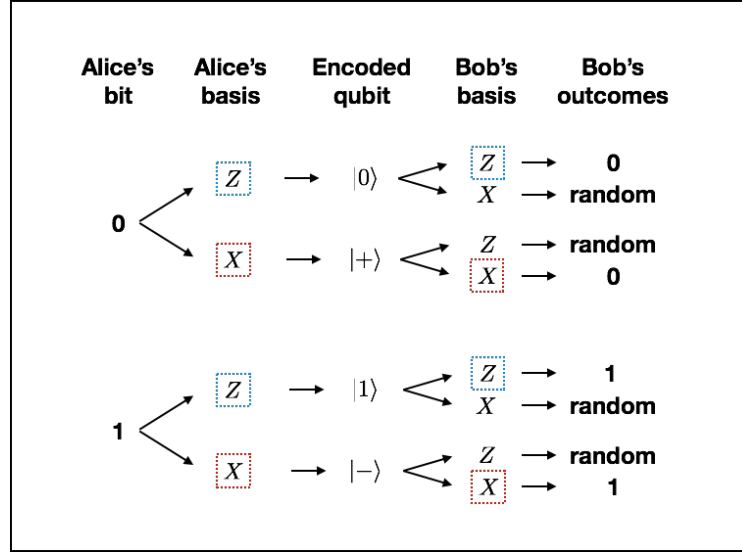 Alice's Alice's Encoded Bob's Bob's
bit basis qubit basis outcomes
Z 0
Z |0⟩
X random
0
Z random
X |+⟩
X 0
Z 1
Z |1⟩
X random
1
Z random
X |−⟩
X 1